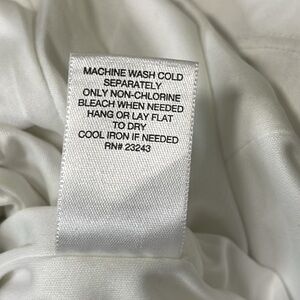 MACHINE WASH COLD
SEPARATELY
ONLY NON-CHLORINE
BLEACH WHEN NEEDED
HANG OR LAY FLAT
TO DRY
COOL IRON IF NEEDED
RN# 23243